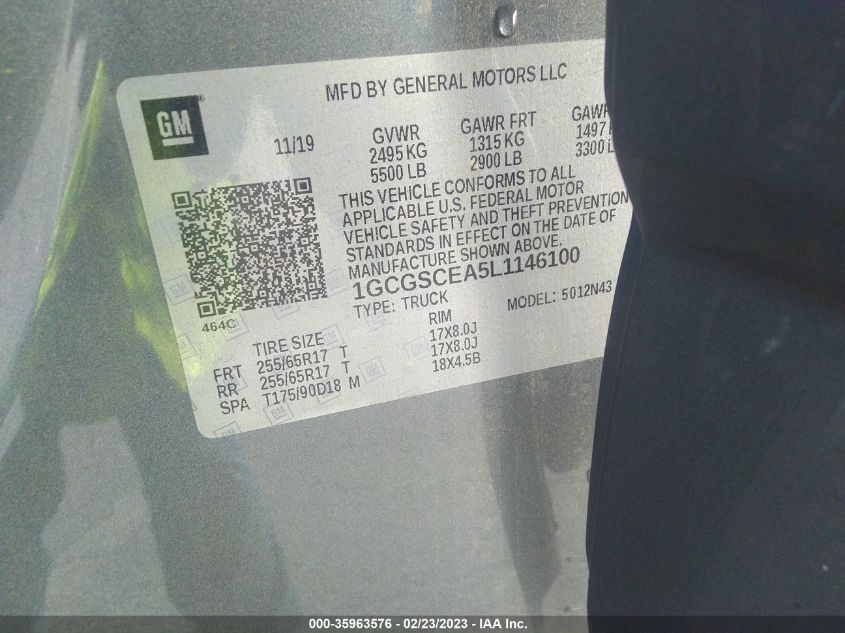 MFD BY GENERAL MOTORS LLC
GM
11/19
GVWR
2495 KG
5500 LB
GAWR FRT
1315 KG
2900 LB
GAW
1497
3300 L
THIS VEHICLE CONFORMS TO ALL
APPLICABLE U.S. FEDERAL MOTOR
VEHICLE SAFETY AND THEFT PREVENTION
STANDARDS IN EFFECT ON THE DATE OF
MANUFACTURE SHOWN ABOVE.
1GCGSCEA5L1146100
TYPE: TRUCK
MODEL: 5012N43
464C
TIRE SIZE RIM
FRT 255/65R17 T 17X8.0J
RR 255/65R17 T 17X8.0J
SPA T175/90D18 M 18X4.5B
000-35963576 - 02/23/2023 - IAA Inc.